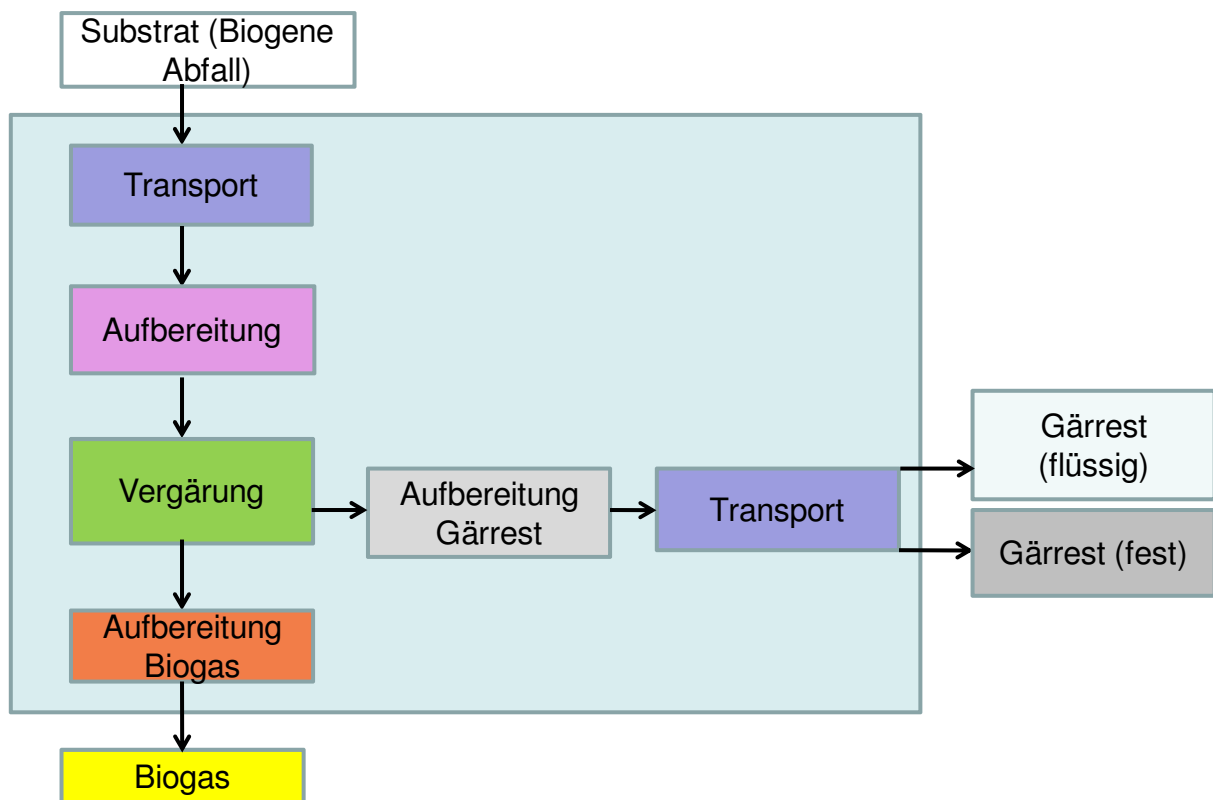 Substrat (Biogene
Abfall)
Transport
Aufbereitung
Vergärung
Aufbereitung
Gärrest
Transport
Gärrest
(flüssig)
Gärrest (fest)
Aufbereitung
Biogas
Biogas